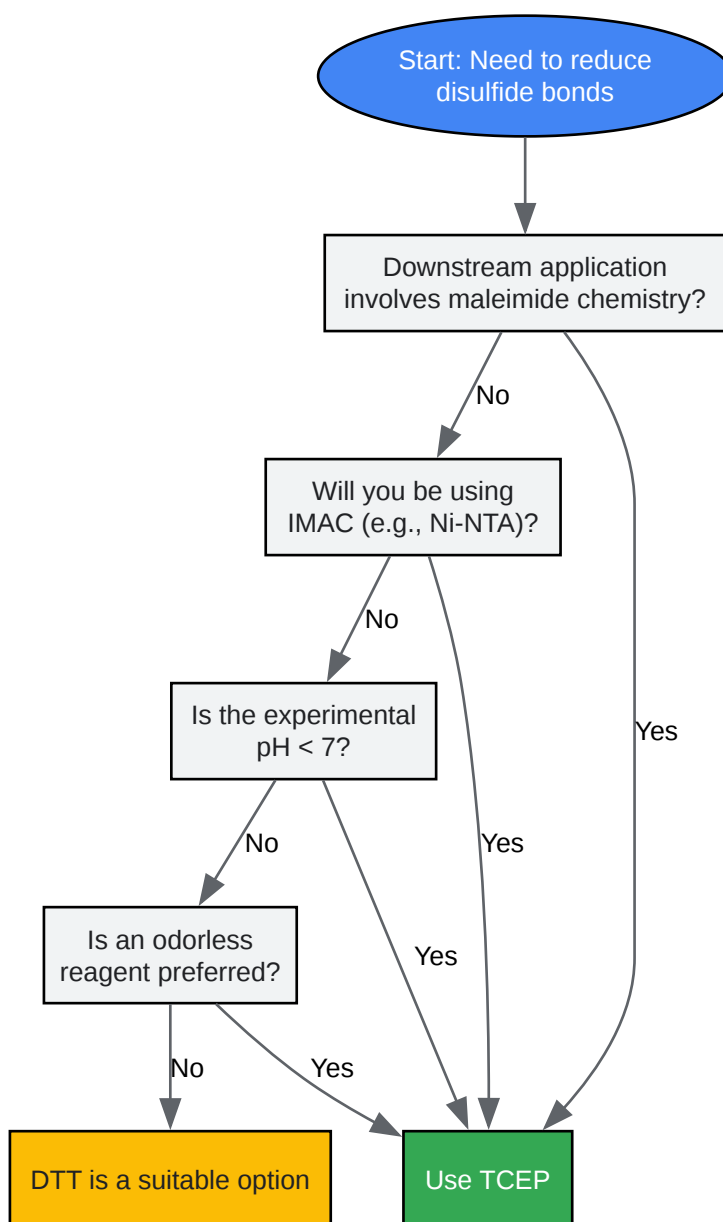 Start: Need to reduce
disulfide bonds
Downstream application
involves maleimide chemistry?
No
Will you be using
IMAC (e.g., Ni-NTA)?
No
Yes
Is the experimental
pH < 7?
No
Yes
Is an odorless
reagent preferred?
Yes
No
Yes
DTT is a suitable option
Use TCEP